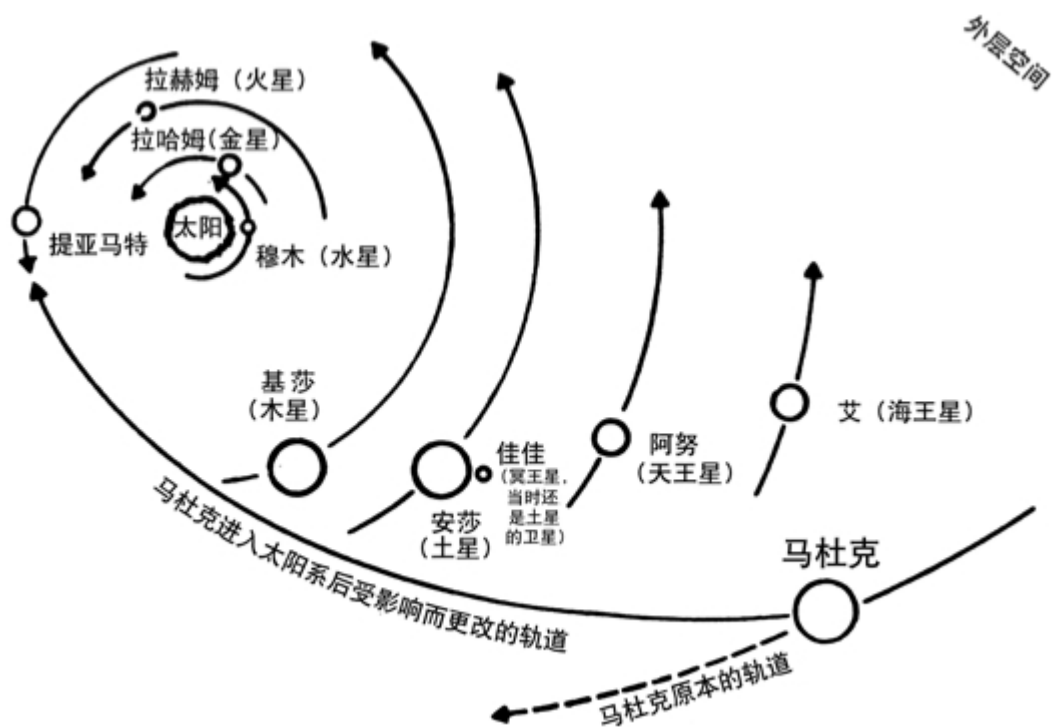 外层空间
拉赫姆（火星）
拉哈姆(金星)
太阳
提亚马特
穆木（水星）
基莎
（木星）
佳佳
（冥王星，
当时还
是土星
的卫星）
安莎
（土星）
阿努
（天王星）
艾（海王星）
马杜克
马杜克进入太阳系后受影响而更改的轨道
马杜克原本的轨道